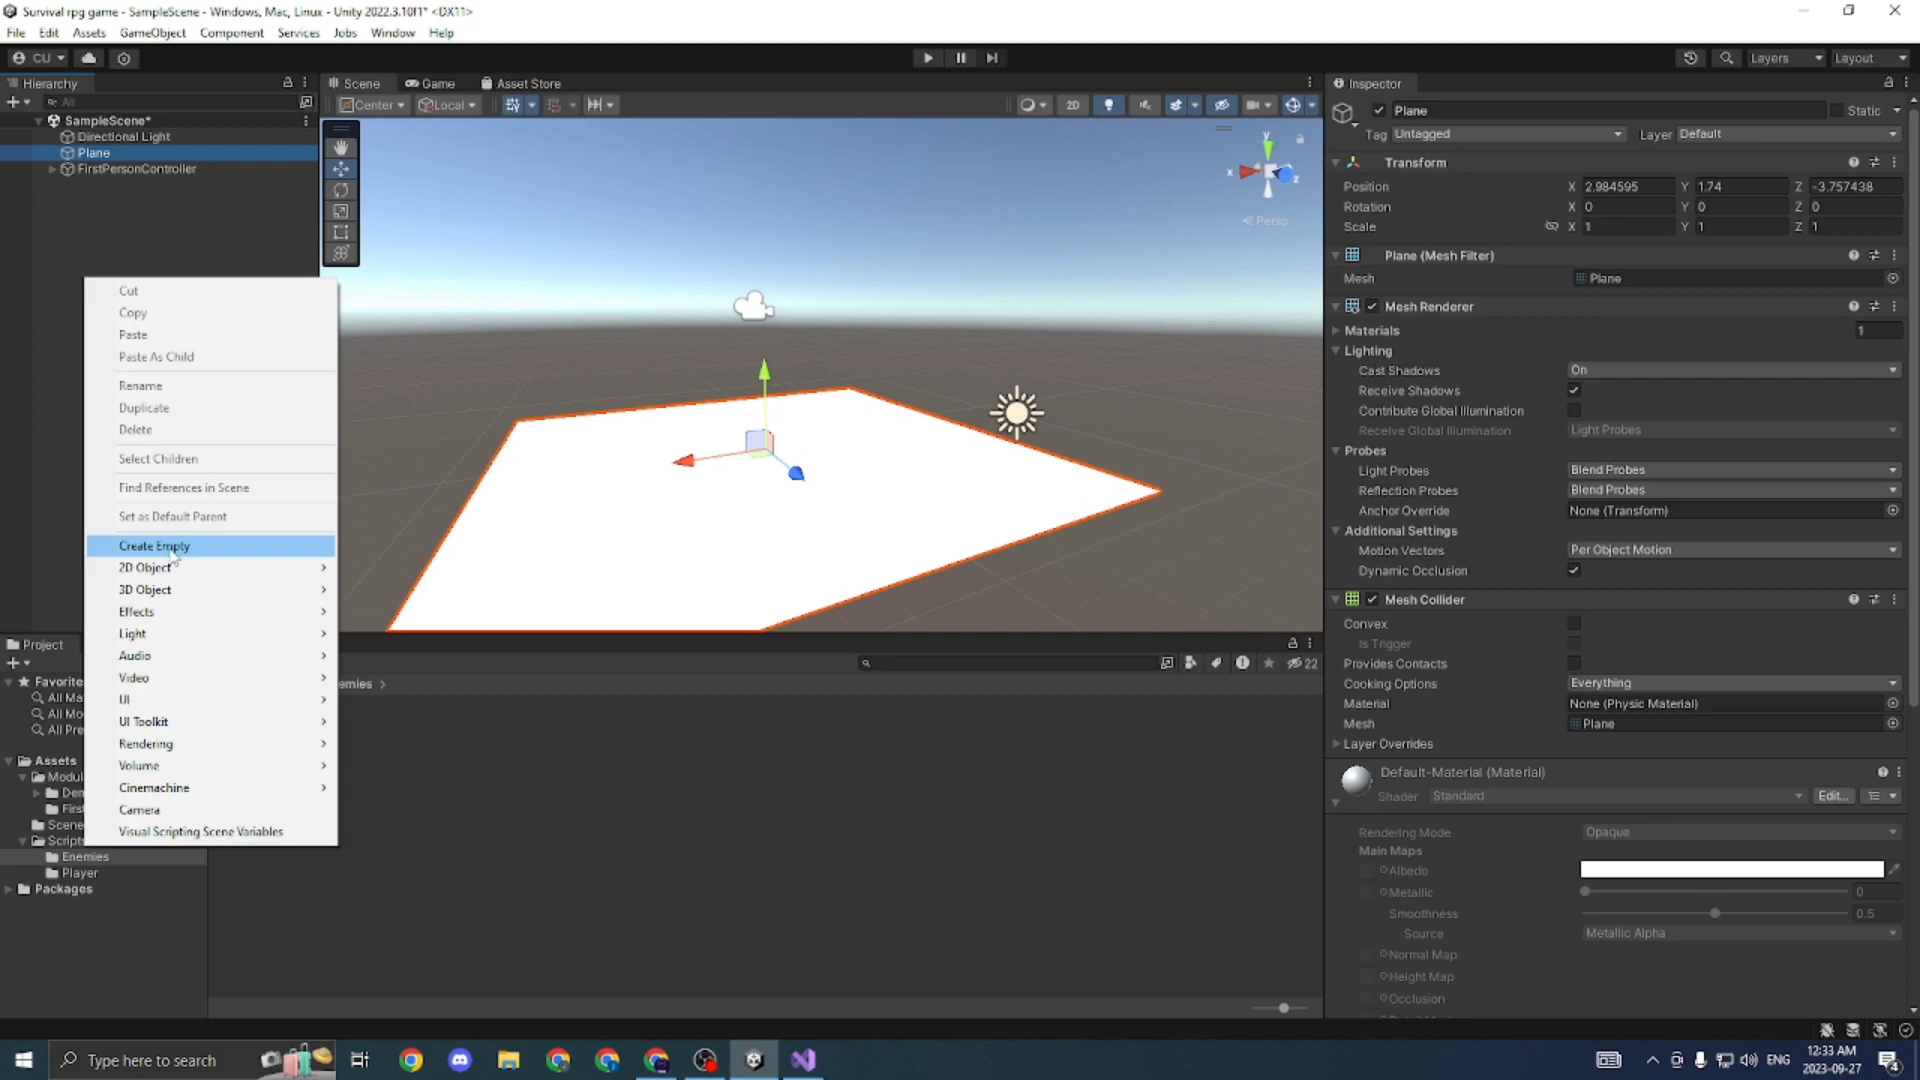 Survival rpg game - SampleScene - Windows, Mac, Linux - Unity 2022.3.10f1* <DX11>
File Edit Assets GameObject Component Services Jobs Window Help
CU Layers Layout
Hierarchy
All
SampleScene*
Directional Light
Plane
FirstPersonController
Scene Game Asset Store
Center Local 2D
y
x z
< Persp
Cut
Copy
Paste
Paste As Child
Rename
Duplicate
Delete
Select Children
Find References in Scene
Set as Default Parent
Create Empty
2D Object
3D Object
Effects
Light
Audio
Video
UI
UI Toolkit
Rendering
Volume
Cinemachine
Camera
Visual Scripting Scene Variables
Project
22
Favorite
All Ma
All Mo
All Pre
Assets
Modul
Der
First
Scene
Scripts
Enemies
Player
Packages
emies >
Inspector
Plane Static
Tag Untagged Layer Default
Transform
Position X 2.984595 Y 1.74 Z -3.757438
Rotation X 0 Y 0 Z 0
Scale X 1 Y 1 Z 1
Plane (Mesh Filter)
Mesh Plane
Mesh Renderer
Materials 1
Lighting
Cast Shadows On
Receive Shadows
Contribute Global Illumination
Receive Global Illumination Light Probes
Probes
Light Probes Blend Probes
Reflection Probes Blend Probes
Anchor Override None (Transform)
Additional Settings
Motion Vectors Per Object Motion
Dynamic Occlusion
Mesh Collider
Convex
Is Trigger
Provides Contacts
Cooking Options Everything
Material None (Physic Material)
Mesh Plane
Layer Overrides
Default-Material (Material)
Shader Standard Edit...
Rendering Mode Opaque
Main Maps
Albedo
Metallic 0
Smoothness 0.5
Source Metallic Alpha
Normal Map
Height Map
Occlusion
Type here to search
ENG
12:33 AM
2023-09-27
4